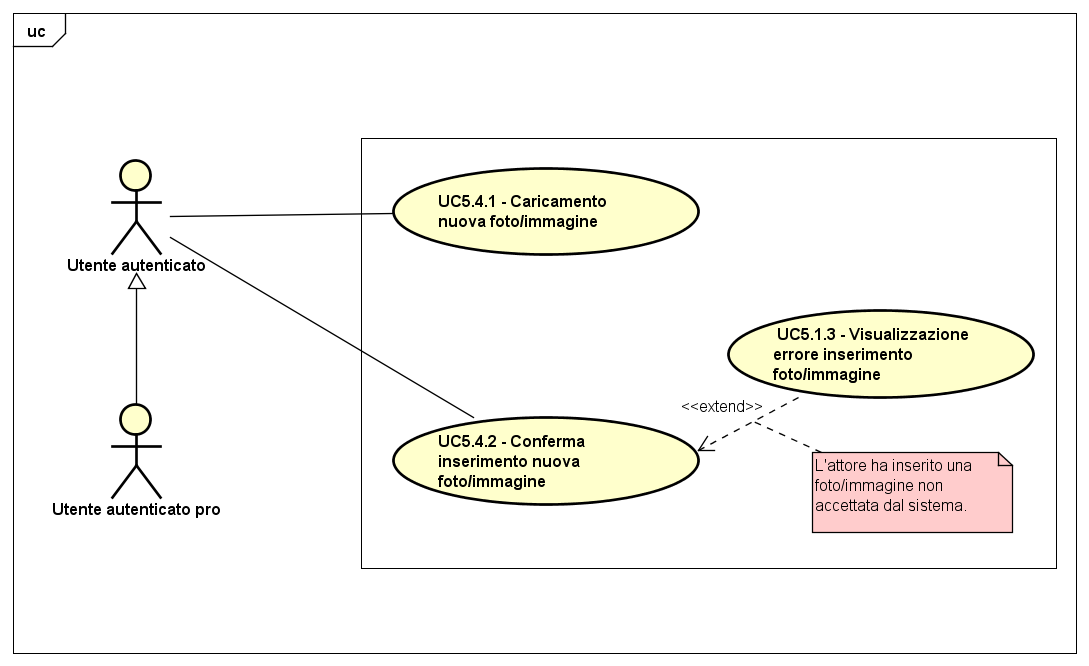 uc
UC5.4.1 - Caricamento
nuova foto/immagine
Utente autenticato
UC5.1.3 - Visualizzazione
errore inserimento
foto/immagine
<<extend>>
UC5.4.2 - Conferma
inserimento nuova
foto/immagine
L'attore ha inserito una
foto/immagine non
accettata dal sistema.
Utente autenticato pro